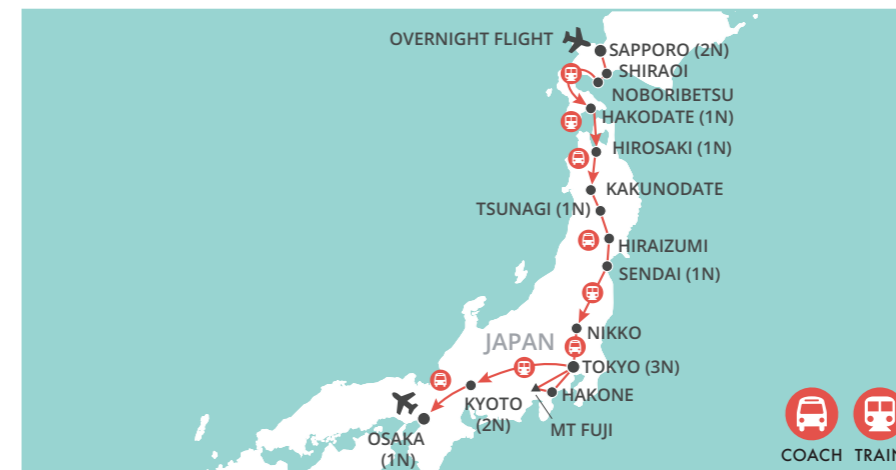 OVERNIGHT FLIGHT
SAPPORO (2N)
SHIRAOI
NOBORIBETSU
HAKODATE (1N)
HIROSAKI (1N)
KAKUNODATE
TSUNAGI (1N)
HIRAIZUMI
SENDAI (1N)
NIKKO
JAPAN
TOKYO (3N)
HAKONE
KYOTO
(2N)
MT FUJI
OSAKA
(1N)
COACH TRAIN